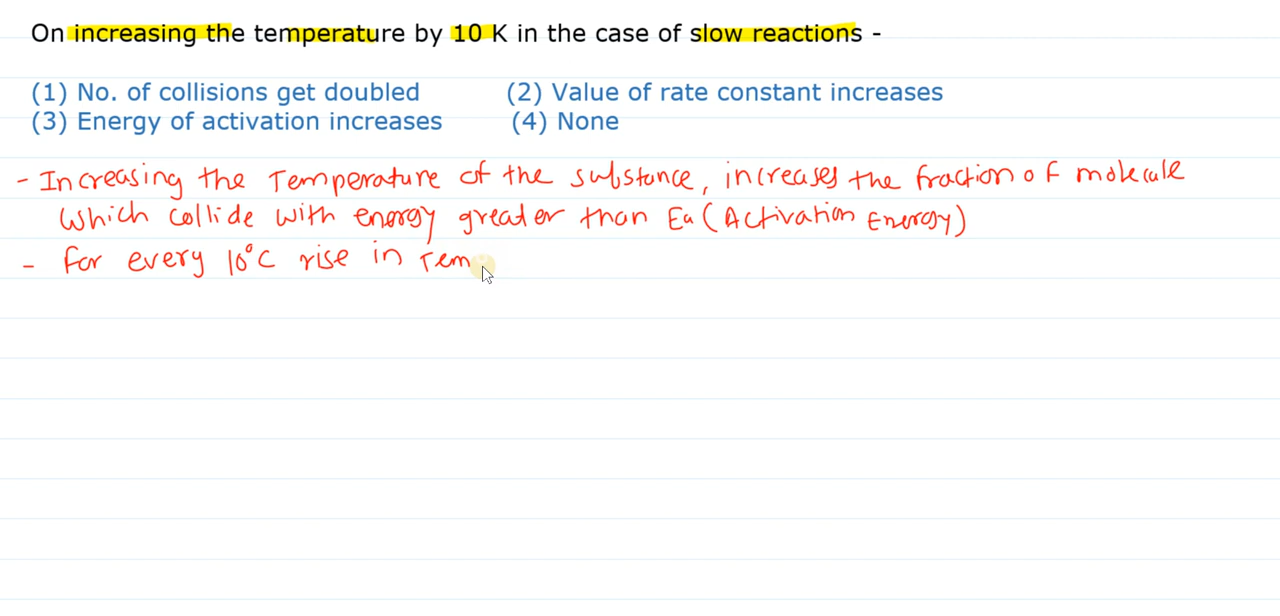 On increasing the temperature by 10 K in the case of slow reactions -
(1) No. of collisions get doubled (2) Value of rate constant increases
(3) Energy of activation increases (4) None
- Increasing the Temperature of the substance, increases the fraction of molecule
which collide with energy greater than Ea (Activation Energy)
- for every 10°C rise in Tem